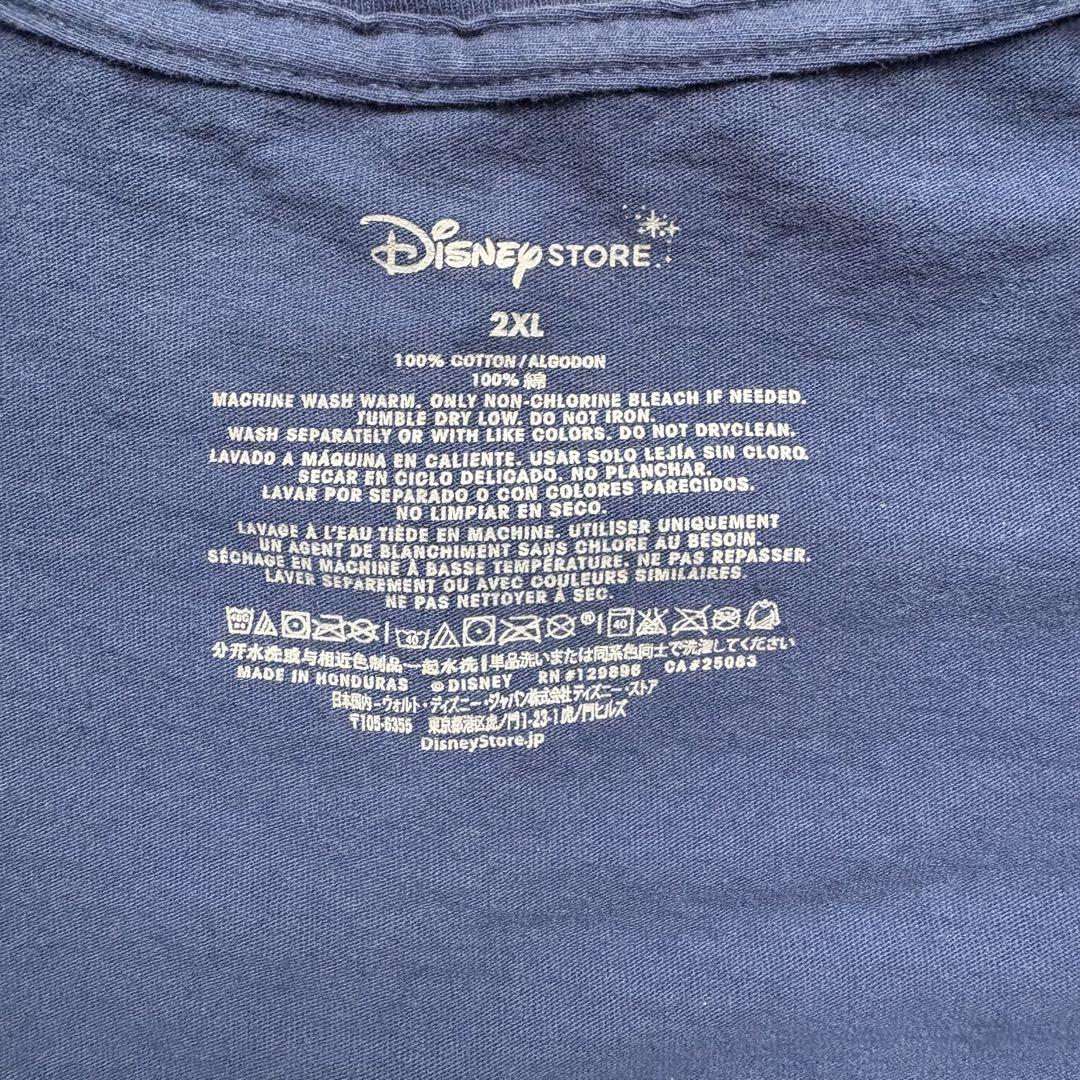 Disney STORE
2XL
100% COTTON/ALGODON
100% 綿
MACHINE WASH WARM. ONLY NON-CHLORINE BLEACH IF NEEDED.
TUMBLE DRY LOW. DO NOT IRON.
WASH SEPARATELY OR WITH LIKE COLORS. DO NOT DRYCLEAN.
LAVADO A MÁQUINA EN CALIENTE. USAR SOLO LEJÍA SIN CLORO.
SECAR EN CICLO DELICADO. NO PLANCHAR.
LAVAR POR SEPARADO O CON COLORES PARECIDOS.
NO LIMPIAR EN SECO.
LAVAGE À L'EAU TIÈDE EN MACHINE. UTILISER UNIQUEMENT
UN AGENT DE BLANCHIMENT SANS CHLORE AU BESOIN.
SÉCHAGE EN MACHINE À BASSE TEMPÉRATURE. NE PAS REPASSER.
LAVER SEPAREMENT OU AVEC COULEURS SIMILAIRES.
NE PAS NETTOYER À SEC.
40 ® 40
分开水洗或与相近色制品一起水洗 | 単品洗いまたは同系色同士で洗濯してください
MADE IN HONDURAS © DISNEY RN#129896 CA#25083
日本国内-ウォルト・ディズニー・ジャパン株式会社 ディズニー・ストア
〒105-6355 東京都港区虎ノ門1-23-1虎ノ門ヒルズ
DisneyStore.jp